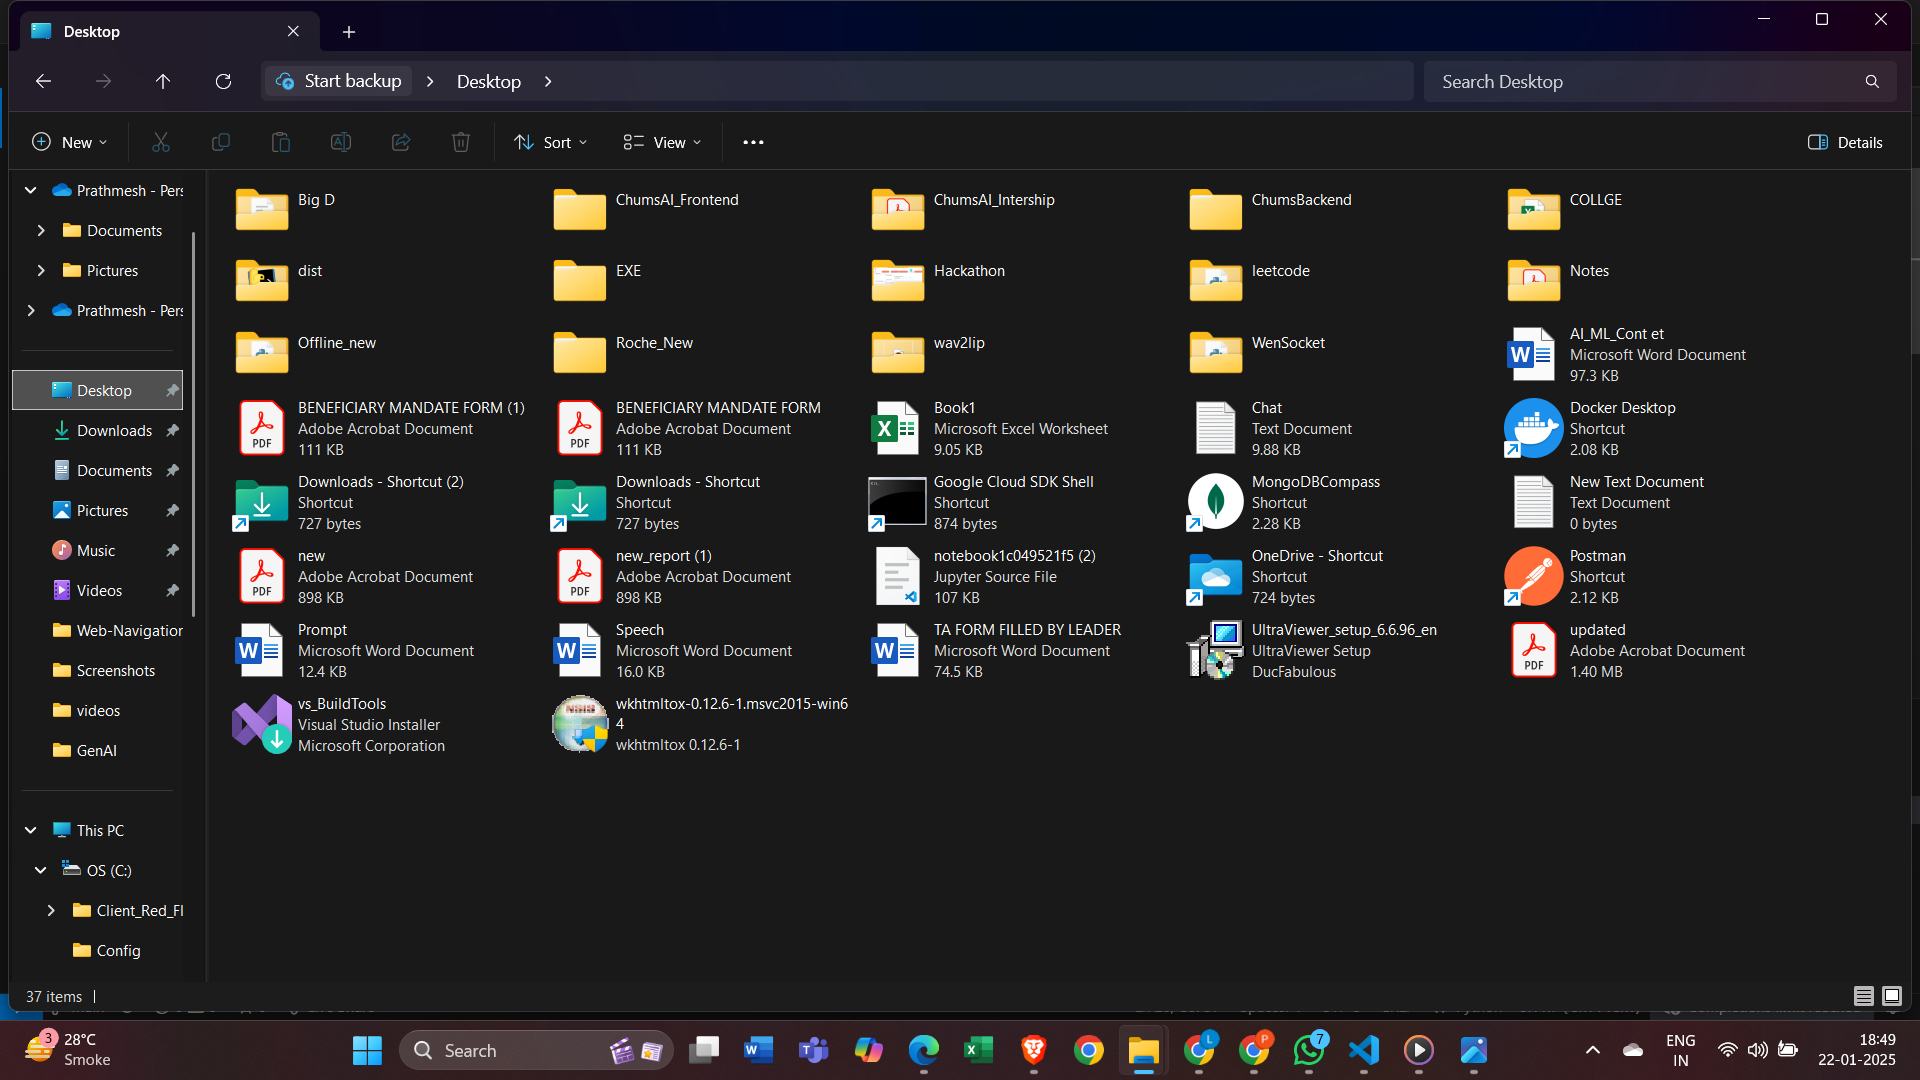 Desktop
Start backup
Desktop
Search Desktop
New
Sort
View
Details
Prathmesh - Pers
Documents
Pictures
Prathmesh - Pers
Desktop
Downloads
Documents
Pictures
Music
Videos
Web-Navigation
Screenshots
videos
GenAI
This PC
OS (C:)
Client_Red_Fl
Config
Big D
ChumsAI_Frontend
ChumsAI_Intership
ChumsBackend
COLLGE
dist
EXE
Hackathon
leetcode
Notes
Offline_new
Roche_New
wav2lip
WenSocket
AI_ML_Cont et
Microsoft Word Document
97.3 KB
BENEFICIARY MANDATE FORM (1)
Adobe Acrobat Document
111 KB
BENEFICIARY MANDATE FORM
Adobe Acrobat Document
111 KB
Book1
Microsoft Excel Worksheet
9.05 KB
Chat
Text Document
9.88 KB
Docker Desktop
Shortcut
2.08 KB
Downloads - Shortcut (2)
Shortcut
727 bytes
Downloads - Shortcut
Shortcut
727 bytes
Google Cloud SDK Shell
Shortcut
874 bytes
MongoDBCompass
Shortcut
2.28 KB
New Text Document
Text Document
0 bytes
new
Adobe Acrobat Document
898 KB
new_report (1)
Adobe Acrobat Document
898 KB
notebook1c049521f5 (2)
Jupyter Source File
107 KB
OneDrive - Shortcut
Shortcut
724 bytes
Postman
Shortcut
2.12 KB
Prompt
Microsoft Word Document
12.4 KB
Speech
Microsoft Word Document
16.0 KB
TA FORM FILLED BY LEADER
Microsoft Word Document
74.5 KB
UltraViewer_setup_6.6.96_en
UltraViewer Setup
DucFabulous
updated
Adobe Acrobat Document
1.40 MB
vs_BuildTools
Visual Studio Installer
Microsoft Corporation
wkhtmltox-0.12.6-1.msvc2015-win6
4
wkhtmltox 0.12.6-1
37 items
3
28°C
Smoke
Search
L
P
7
ENG
IN
18:49
22-01-2025